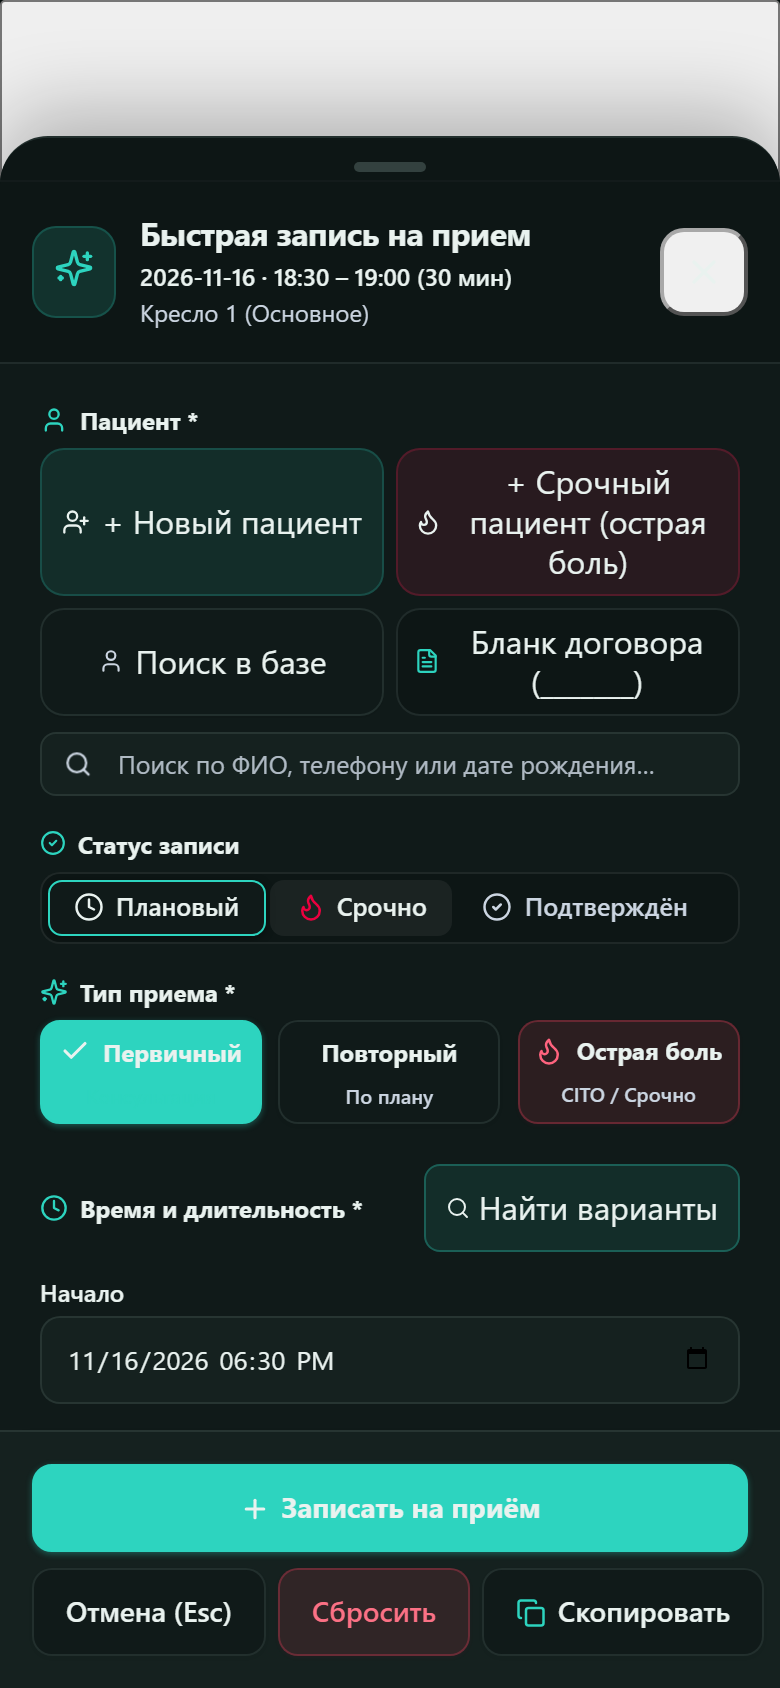 Быстрая запись на прием
2026-11-16 · 18:30 – 19:00 (30 мин)
Кресло 1 (Основное)
Пациент *
+ Новый пациент
+ Срочный
пациент (острая
боль)
Поиск в базе
Бланк договора
(_______)
Поиск по ФИО, телефону или дате рождения...
Статус записи
Плановый
Срочно
Подтверждён
Тип приема *
Первичный
Повторный
По плану
Острая боль
CITO / Срочно
Время и длительность *
Найти варианты
Начало
11/16/2026 06:30 PM
+ Записать на приём
Отмена (Esc)
Сбросить
Скопировать